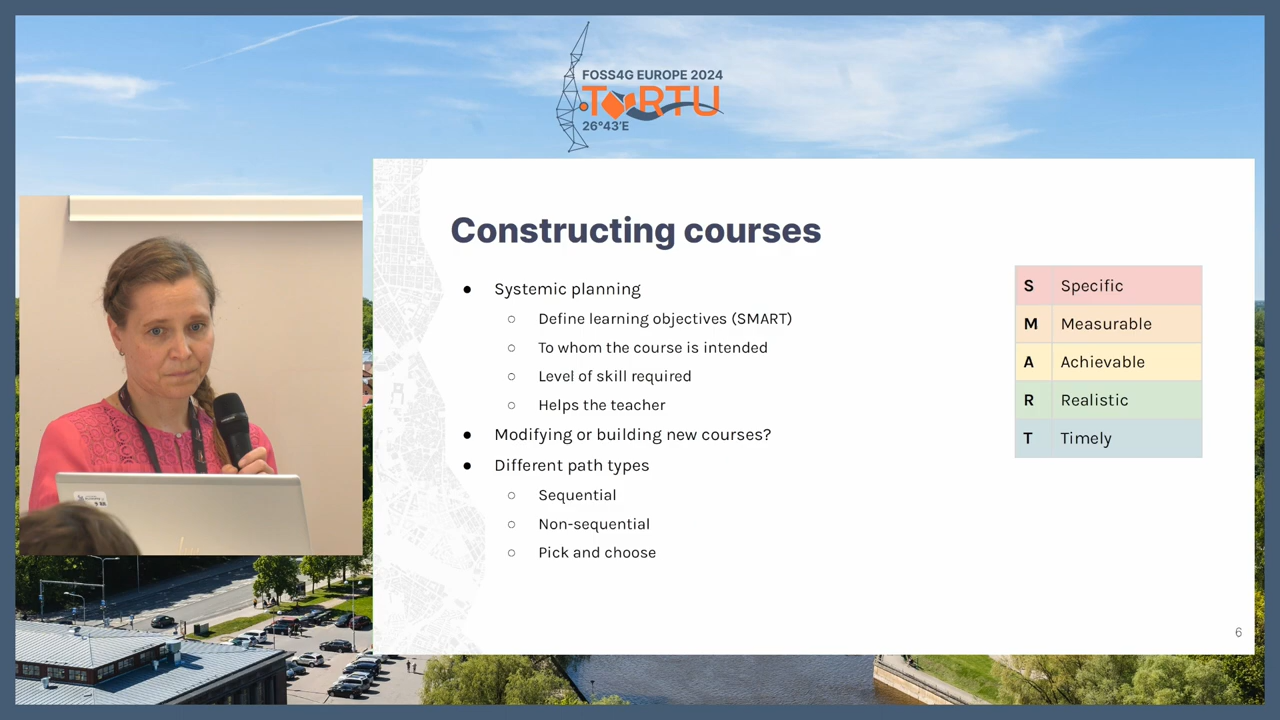 FOSS4G EUROPE 2024
TORTU
26°43'E
Constructing courses
● Systemic planning
○ Define learning objectives (SMART)
○ To whom the course is intended
○ Level of skill required
○ Helps the teacher
● Modifying or building new courses?
● Different path types
○ Sequential
○ Non-sequential
○ Pick and choose
S Specific
M Measurable
A Achievable
R Realistic
T Timely
6